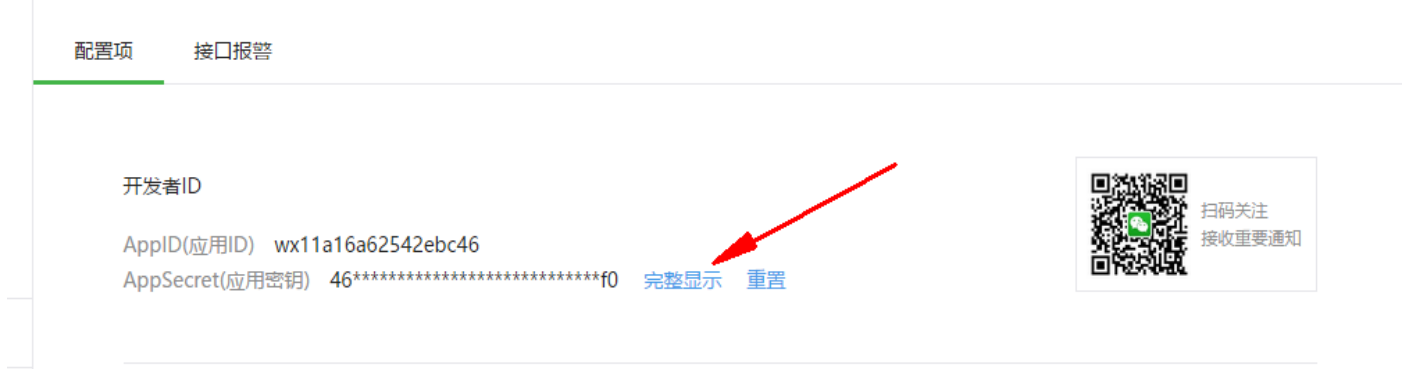 配置项 接口报警
开发者ID
AppID(应用ID) wx11a16a62542ebc46
AppSecret(应用密钥) 46****************************f0 完整显示 重置
扫码关注
接收重要通知